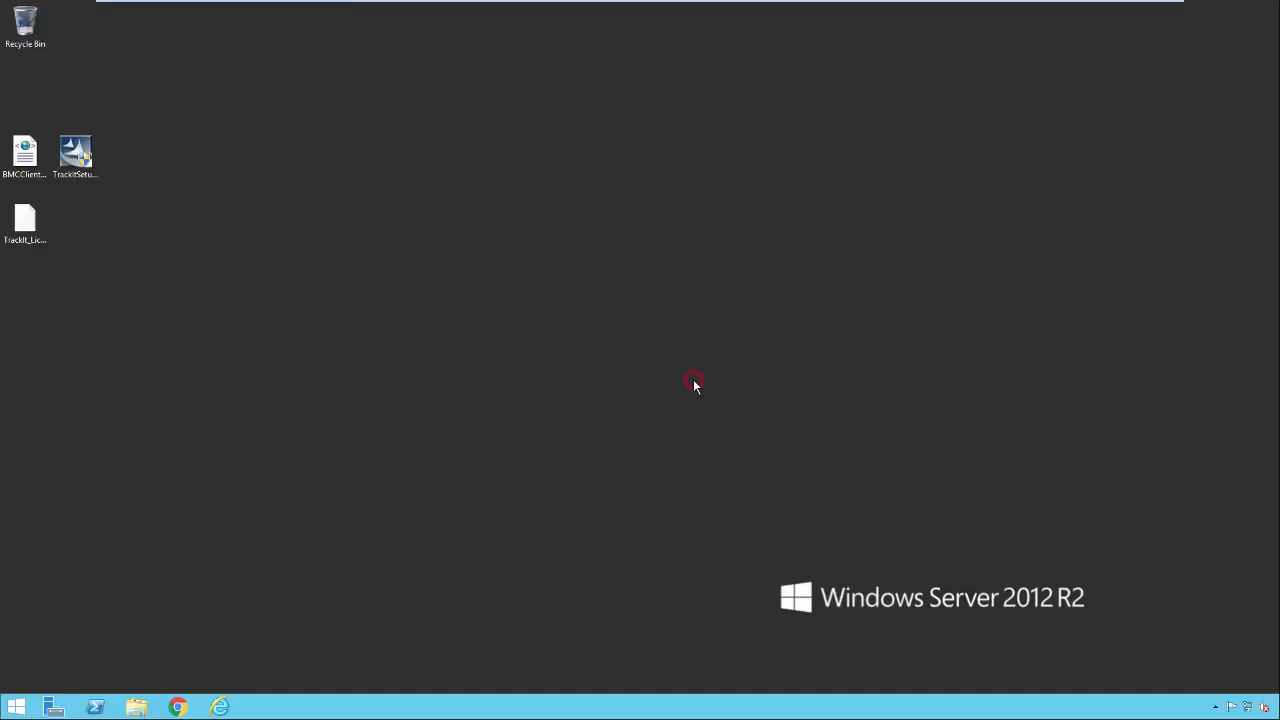 Recycle Bin
BMCClient...
TrackItSetu...
TrackIt_Lic...
Windows Server 2012 R2